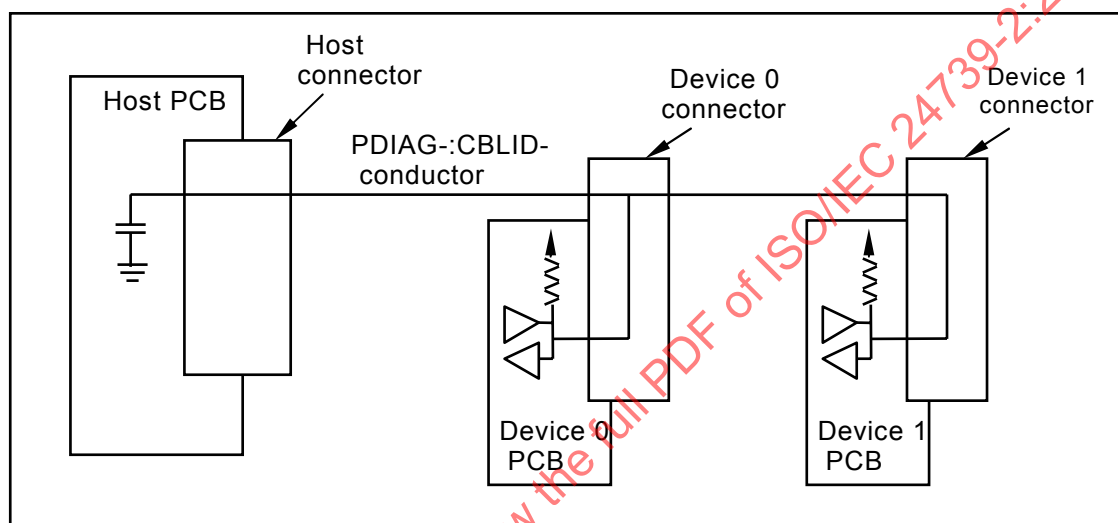 Host
connector
Host PCB
PDIAG-:CBLID-
conductor
Device 0
connector
Device 1
connector
Device 0
PCB
Device 1
PCB
w the full PDF of ISO/IEC 24739-2:2